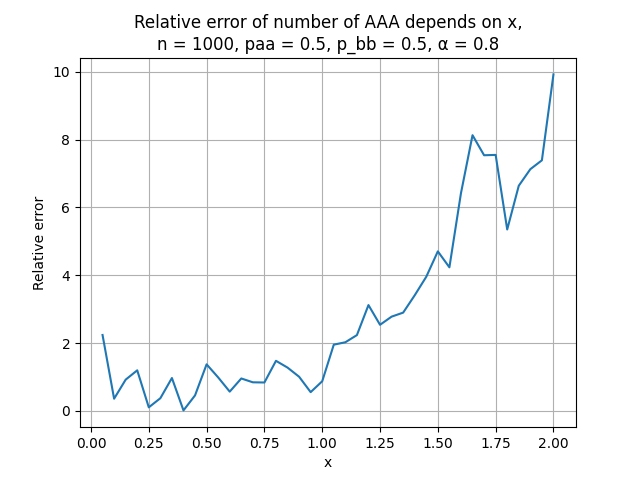 Relative error of number of AAA depends on x,
n = 1000, paa = 0.5, p_bb = 0.5, α = 0.8
10
8
6
4
2
0
Relative error
0.00 0.25 0.50 0.75 1.00 1.25 1.50 1.75 2.00
x